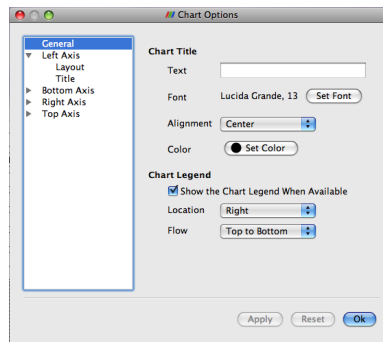 Chart Options
General
Left Axis
Layout
Title
Bottom Axis
Right Axis
Top Axis
Chart Title
Text
Font Lucida Grande, 13 Set Font
Alignment Center
Color Set Color
Chart Legend
Show the Chart Legend When Available
Location Right
Flow Top to Bottom
Apply Reset Ok